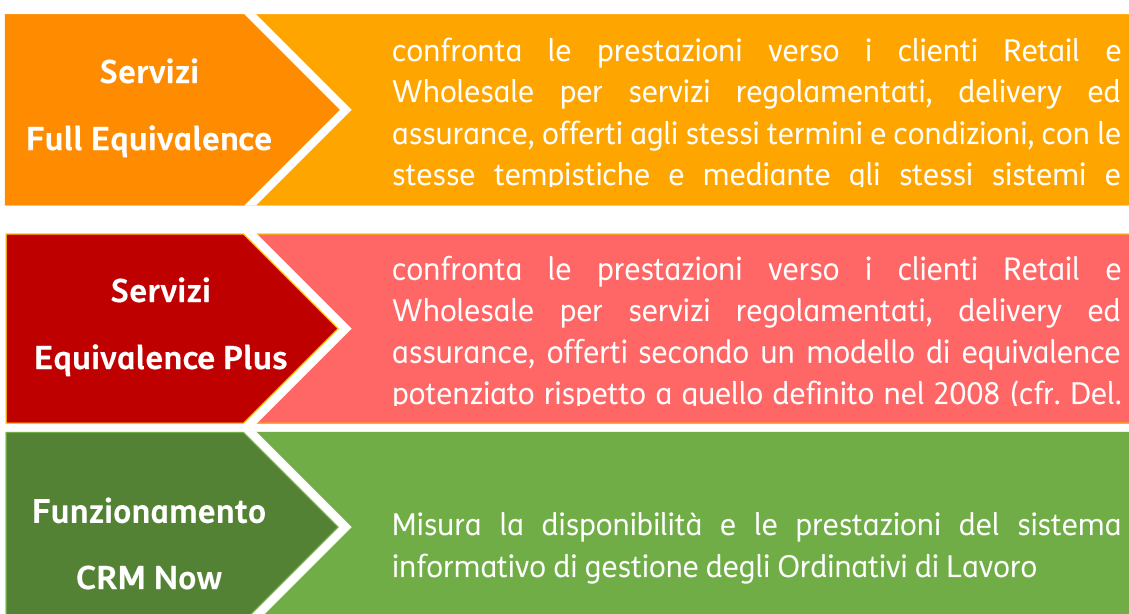 Servizi
Full Equivalence
confronta le prestazioni verso i clienti Retail e
Wholesale per servizi regolamentati, delivery ed
assurance, offerti agli stessi termini e condizioni, con le
stesse tempistiche e mediante gli stessi sistemi e
Servizi
Equivalence Plus
confronta le prestazioni verso i clienti Retail e
Wholesale per servizi regolamentati, delivery ed
assurance, offerti secondo un modello di equivalence
potenziato rispetto a quello definito nel 2008 (cfr. Del.
Funzionamento
CRM Now
Misura la disponibilità e le prestazioni del sistema
informativo di gestione degli Ordinativi di Lavoro